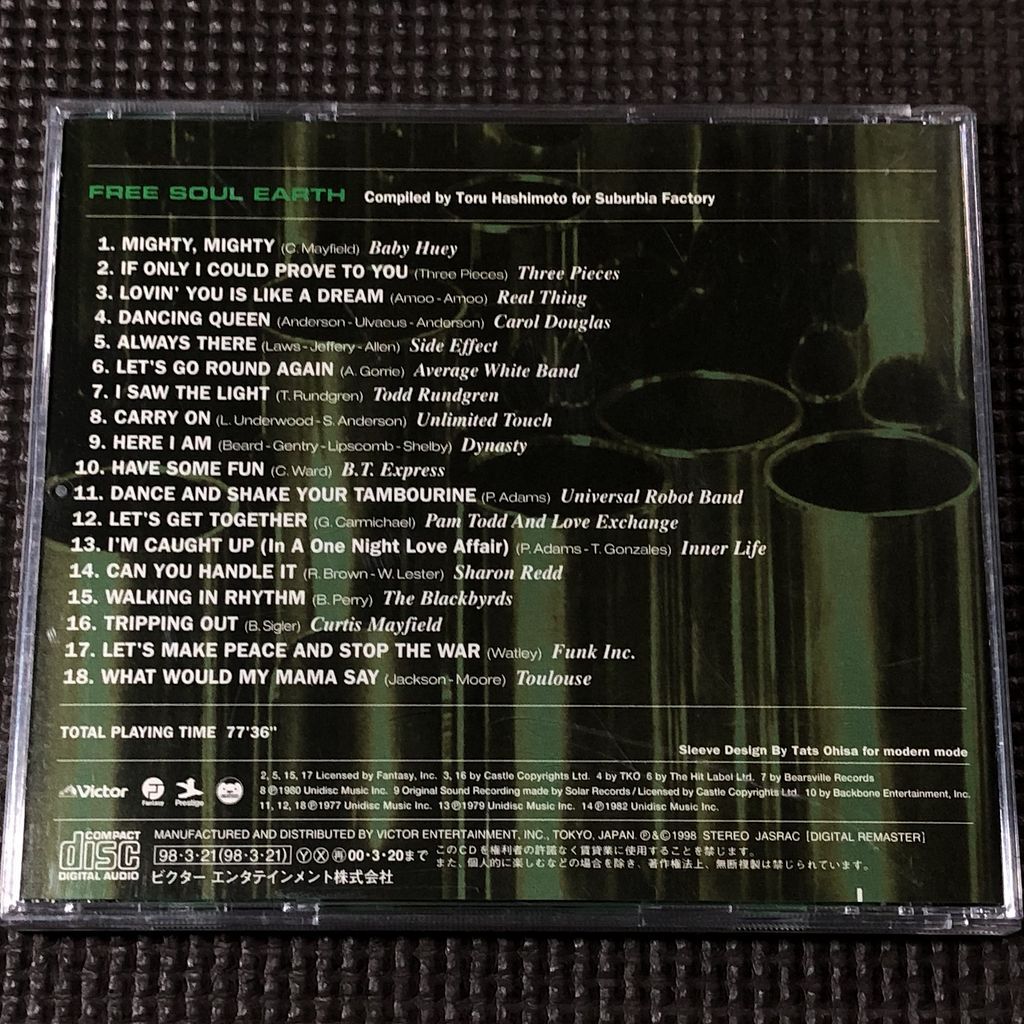 FREE SOUL EARTH Compiled by Toru Hashimoto for Suburbia Factory
1. MIGHTY, MIGHTY (C. Mayfield) Baby Huey
2. IF ONLY I COULD PROVE TO YOU (Three Pieces) Three Pieces
3. LOVIN' YOU IS LIKE A DREAM (Amoo-Amoo) Real Thing
4. DANCING QUEEN (Anderson-Ulvaeus-Anderson) Carol Douglas
5. ALWAYS THERE (Laws-Jeffery-Allen) Side Effect
6. LET'S GO ROUND AGAIN (A. Gorrie) Average White Band
7. I SAW THE LIGHT (T. Rundgren) Todd Rundgren
8. CARRY ON (L. Underwood-S. Anderson) Unlimited Touch
9. HERE I AM (Beard-Gentry-Lipscomb-Shelby) Dynasty
10. HAVE SOME FUN (C. Ward) B.T. Express
11. DANCE AND SHAKE YOUR TAMBOURINE (P. Adams) Universal Robot Band
12. LET'S GET TOGETHER (G. Carmichael) Pam Todd And Love Exchange
13. I'M CAUGHT UP (In A One Night Love Affair) (P. Adams-T. Gonzales) Inner Life
14. CAN YOU HANDLE IT (R. Brown-W. Lester) Sharon Redd
15. WALKING IN RHYTHM (B. Perry) The Blackbyrds
16. TRIPPING OUT (B. Sigler) Curtis Mayfield
17. LET'S MAKE PEACE AND STOP THE WAR (Watley) Funk Inc.
18. WHAT WOULD MY MAMA SAY (Jackson-Moore) Toulouse
TOTAL PLAYING TIME 77'36"
Sleeve Design By Tats Ohisa for modern mode
Victor Fantasy Prestige
2, 5, 15, 17 Licensed by Fantasy, Inc. 3, 16 by Castle Copyrights Ltd. 4 by TKO 6 by The Hit Label Ltd. 7 by Bearsville Records
8 ℗1980 Unidisc Music Inc. 9 Original Sound Recording made by Solar Records / Licensed by Castle Copyrights Ltd. 10 by Backbone Entertainment, Inc.
11, 12, 18 ℗1977 Unidisc Music Inc. 13 ℗1979 Unidisc Music Inc. 14 ℗1982 Unidisc Music Inc.
COMPACT disc DIGITAL AUDIO
MANUFACTURED AND DISTRIBUTED BY VICTOR ENTERTAINMENT, INC., TOKYO, JAPAN. ℗&©1998 STEREO JASRAC [DIGITAL REMASTER]
98・3・21(98・3・21) Ⓨ Ⓧ ㊥00・3・20まで このCDを権利者の許諾なく賃貸業に使用することを禁じます。
また、個人的に楽しむなどの場合を除き、著作権法上、無断複製は禁じられています。
ビクター エンタテインメント株式会社